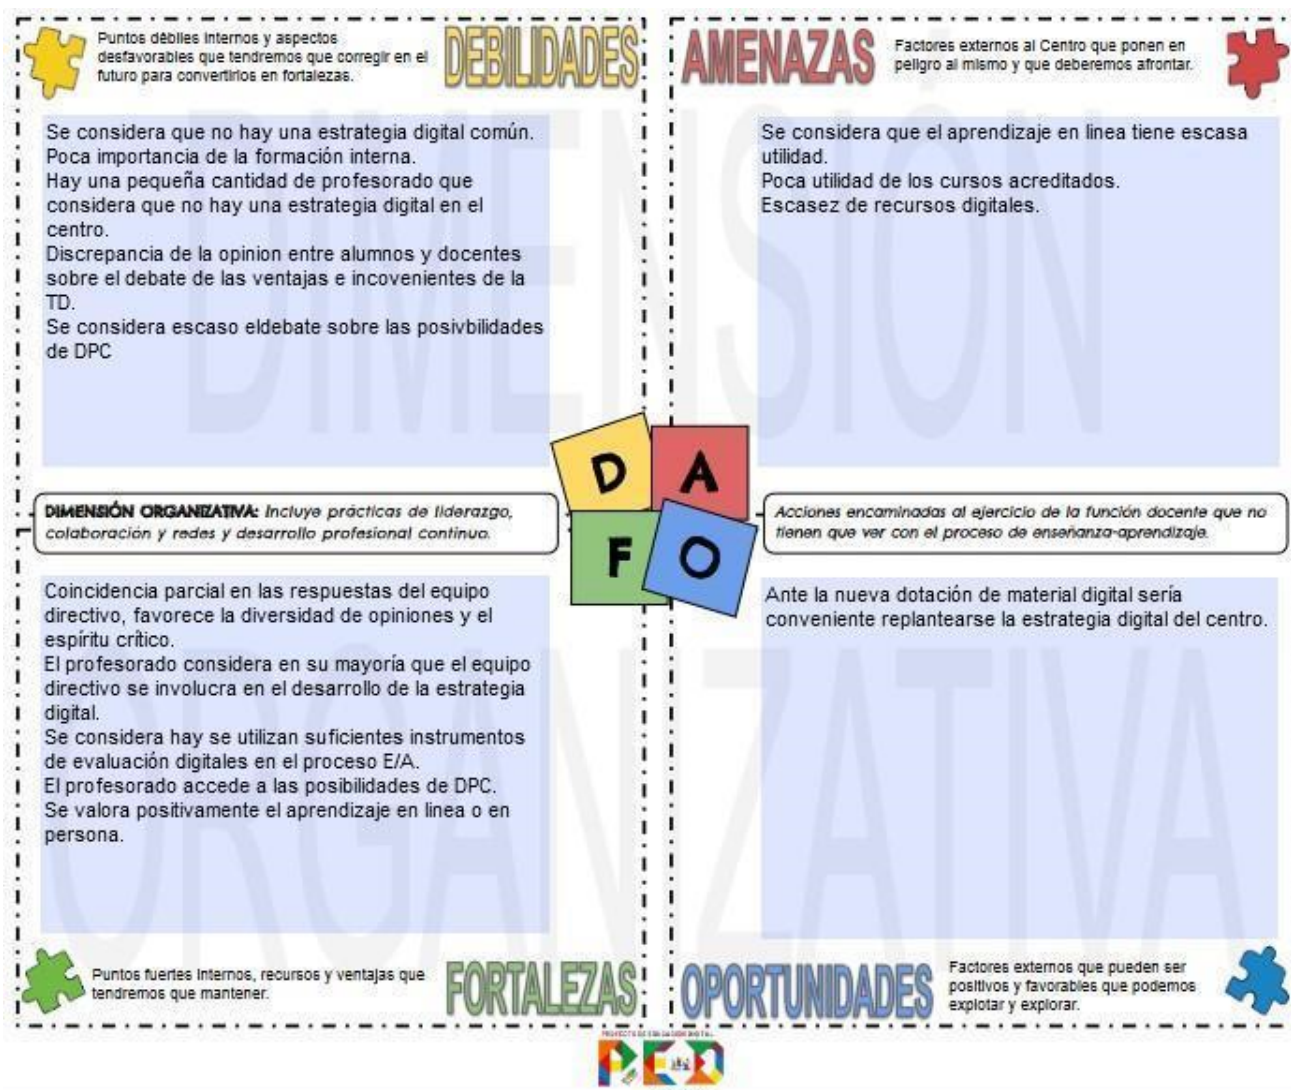 Puntos débiles internos y aspectos
desfavorables que tendremos que corregir en el
futuro para convertirlos en fortalezas.
DEBILIDADES
Se considera que no hay una estrategia digital común.
Poca importancia de la formación interna.
Hay una pequeña cantidad de profesorado que
considera que no hay una estrategia digital en el
centro.
Discrepancia de la opinion entre alumnos y docentes
sobre el debate de las ventajas e incovenientes de la
TD.
Se considera escaso eldebate sobre las posivbilidades
de DPC
AMENAZAS
Factores externos al Centro que ponen en
peligro al mismo y que deberemos afrontar.
Se considera que el aprendizaje en linea tiene escasa
utilidad.
Poca utilidad de los cursos acreditados.
Escasez de recursos digitales.
DIMENSIÓN
D
A
F
O
DIMENSIÓN ORGANIZATIVA: Incluye prácticas de liderazgo,
colaboración y redes y desarrollo profesional continuo.
Acciones encaminadas al ejercicio de la función docente que no
tienen que ver con el proceso de enseñanza-aprendizaje.
Coincidencia parcial en las respuestas del equipo
directivo, favorece la diversidad de opiniones y el
espíritu crítico.
El profesorado considera en su mayoría que el equipo
directivo se involucra en el desarrollo de la estrategia
digital.
Se considera hay se utilizan suficientes instrumentos
de evaluación digitales en el proceso E/A.
El profesorado accede a las posibilidades de DPC.
Se valora positivamente el aprendizaje en linea o en
persona.
Puntos fuertes internos, recursos y ventajas que
tendremos que mantener.
FORTALEZAS
Ante la nueva dotación de material digital sería
conveniente replantearse la estrategia digital del centro.
ORGANIZATIVA
OPORTUNIDADES
Factores externos que pueden ser
positivos y favorables que podemos
explotar y explorar.
PROYECTO DE EDUCACIÓN DIGITAL
PED